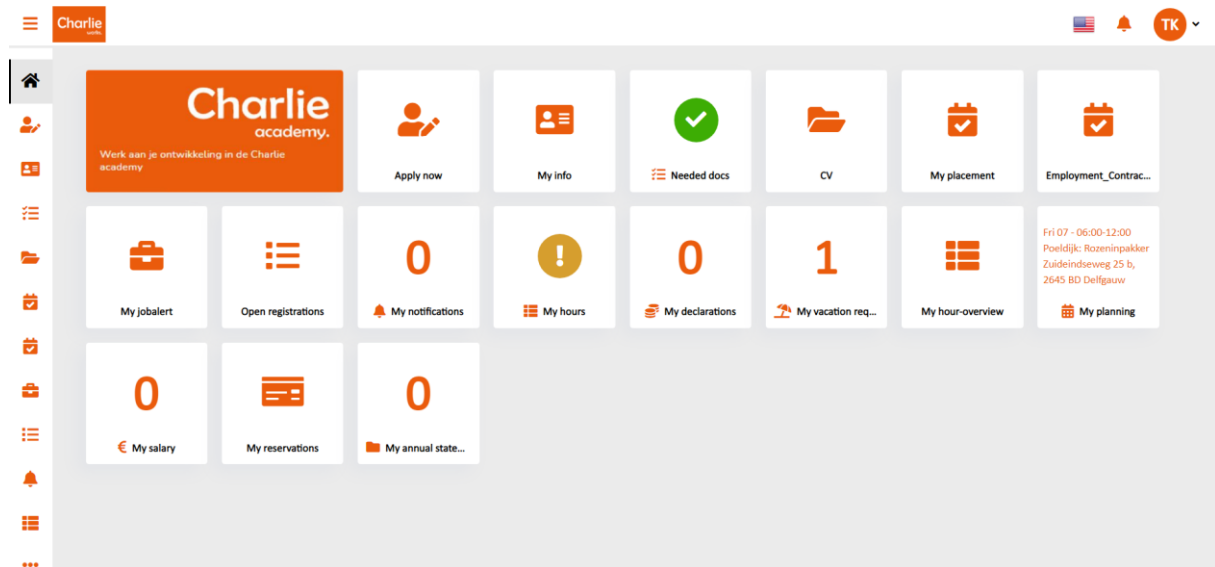 Charlie
works.
TK
Charlie
academy.
Werk aan je ontwikkeling in de Charlie
academy
Apply now
My info
Needed docs
CV
My placement
Employment_Contrac...
My jobalert
Open registrations
0
My notifications
My hours
0
My declarations
1
My vacation req...
My hour-overview
Fri 07 - 06:00-12:00
Poeldijk: Rozeninpakker
Zuideindseweg 25 b,
2645 BD Delfgauw
My planning
0
€ My salary
My reservations
0
My annual state...